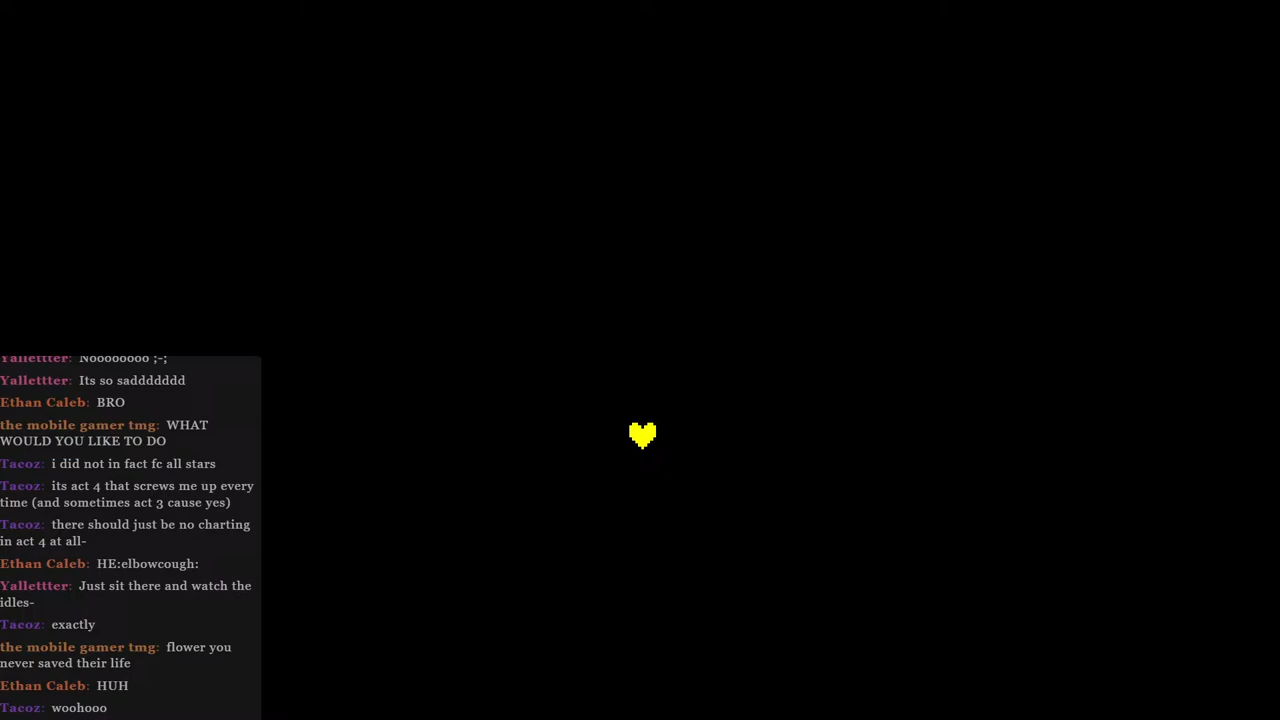 Yallettter: Nooooooo ;-;
Yallettter: Its so saddddddd
Ethan Caleb: BRO
the mobile gamer tmg: WHAT
WOULD YOU LIKE TO DO
Tacoz: i did not in fact fc all stars
Tacoz: its act 4 that screws me up every
time (and sometimes act 3 cause yes)
Tacoz: there should just be no charting
in act 4 at all-
Ethan Caleb: HE:elbowcough:
Yallettter: Just sit there and watch the
idles-
Tacoz: exactly
the mobile gamer tmg: flower you
never saved their life
Ethan Caleb: HUH
Tacoz: woohooo